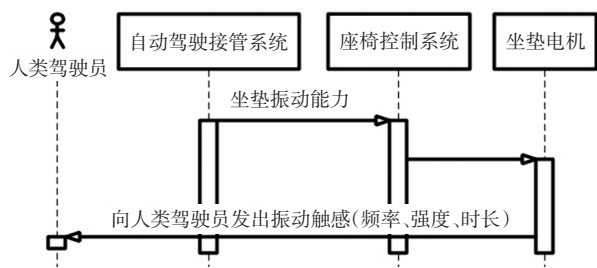 人类驾驶员
自动驾驶接管系统
座椅控制系统
坐垫电机
坐垫振动能力
向人类驾驶员发出振动触感(频率、强度、时长)